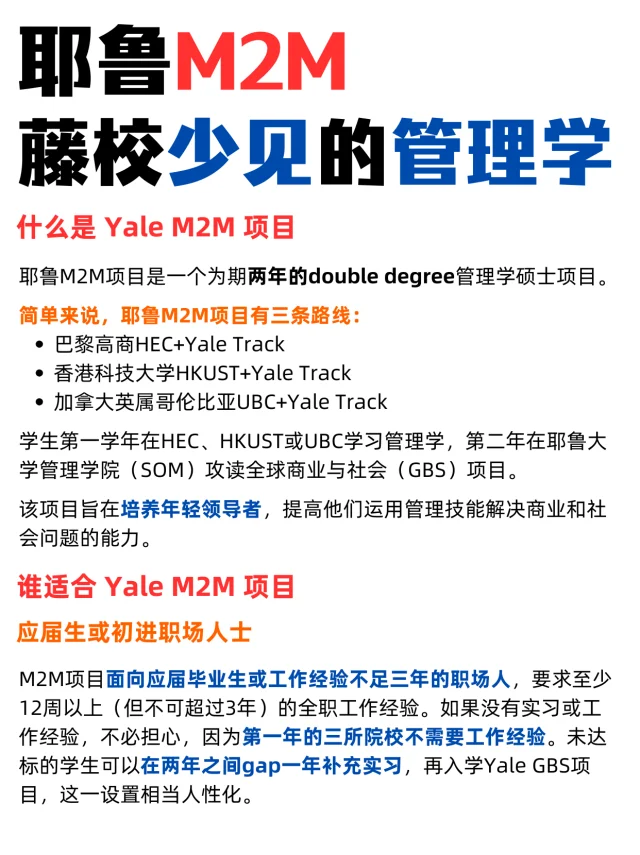 耶鲁M2M
藤校少见的管理学
什么是 Yale M2M 项目
耶鲁M2M项目是一个为期两年的double degree管理学硕士项目。
简单来说，耶鲁M2M项目有三条路线：
• 巴黎高商HEC+Yale Track
• 香港科技大学HKUST+Yale Track
• 加拿大英属哥伦比亚UBC+Yale Track
学生第一学年在HEC、HKUST或UBC学习管理学，第二年在耶鲁大
学管理学院（SOM）攻读全球商业与社会（GBS）项目。
该项目旨在培养年轻领导者，提高他们运用管理技能解决商业和社
会问题的能力。
谁适合 Yale M2M 项目
应届生或初进职场人士
M2M项目面向应届毕业生或工作经验不足三年的职场人，要求至少
12周以上（但不可超过3年）的全职工作经验。如果没有实习或工
作经验，不必担心，因为第一年的三所院校不需要工作经验。未达
标的学生可以在两年之间gap一年补充实习，再入学Yale GBS项
目，这一设置相当人性化。